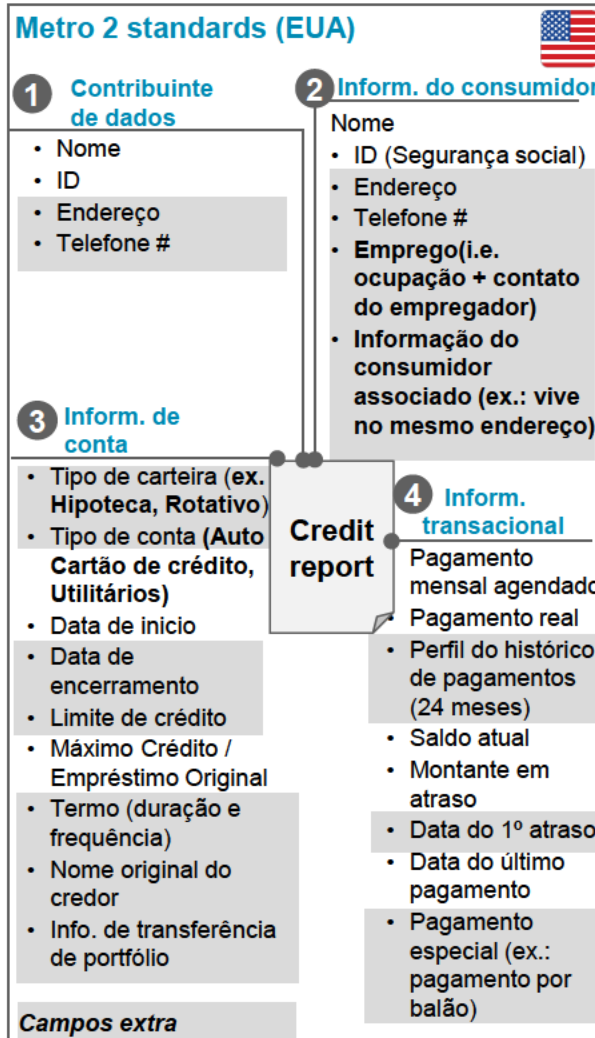 Metro 2 standards (EUA)
1
Contribuinte
de dados
• Nome
• ID
• Endereço
• Telefone #
2
Inform. do consumidor
Nome
• ID (Segurança social)
• Endereço
• Telefone #
• Emprego(i.e.
ocupação + contato
do empregador)
• Informação do
consumidor
associado (ex.: vive
no mesmo endereço)
3
Inform. de
conta
• Tipo de carteira (ex.
Hipoteca, Rotativo)
• Tipo de conta (Auto
Cartão de crédito,
Utilitários)
• Data de inicio
• Data de
encerramento
• Limite de crédito
• Máximo Crédito /
Empréstimo Original
• Termo (duração e
frequência)
• Nome original do
credor
• Info. de transferência
de portfólio
Campos extra
Credit
report
4
Inform.
transacional
Pagamento
mensal agendado
• Pagamento real
• Perfil do histórico
de pagamentos
(24 meses)
• Saldo atual
• Montante em
atraso
• Data do 1º atraso
• Data do último
pagamento
• Pagamento
especial (ex.:
pagamento por
balão)